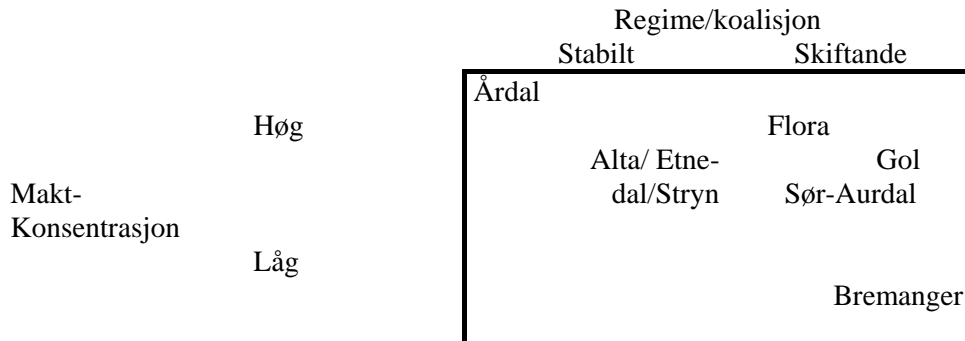 Regime/koalisjon
Stabilt Skiftande
Årdal
Høg Flora
Alta/ Etne- Gol
Makt- dal/Stryn Sør-Aurdal
Konsentrasjon
Låg
Bremanger